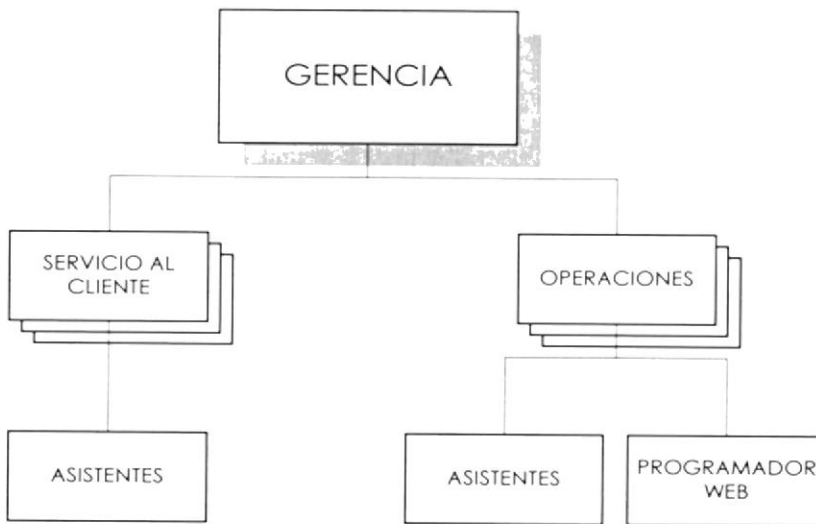 GERENCIA
SERVICIO AL
CLIENTE
OPERACIONES
ASISTENTES
ASISTENTES
PROGRAMADOR
WEB